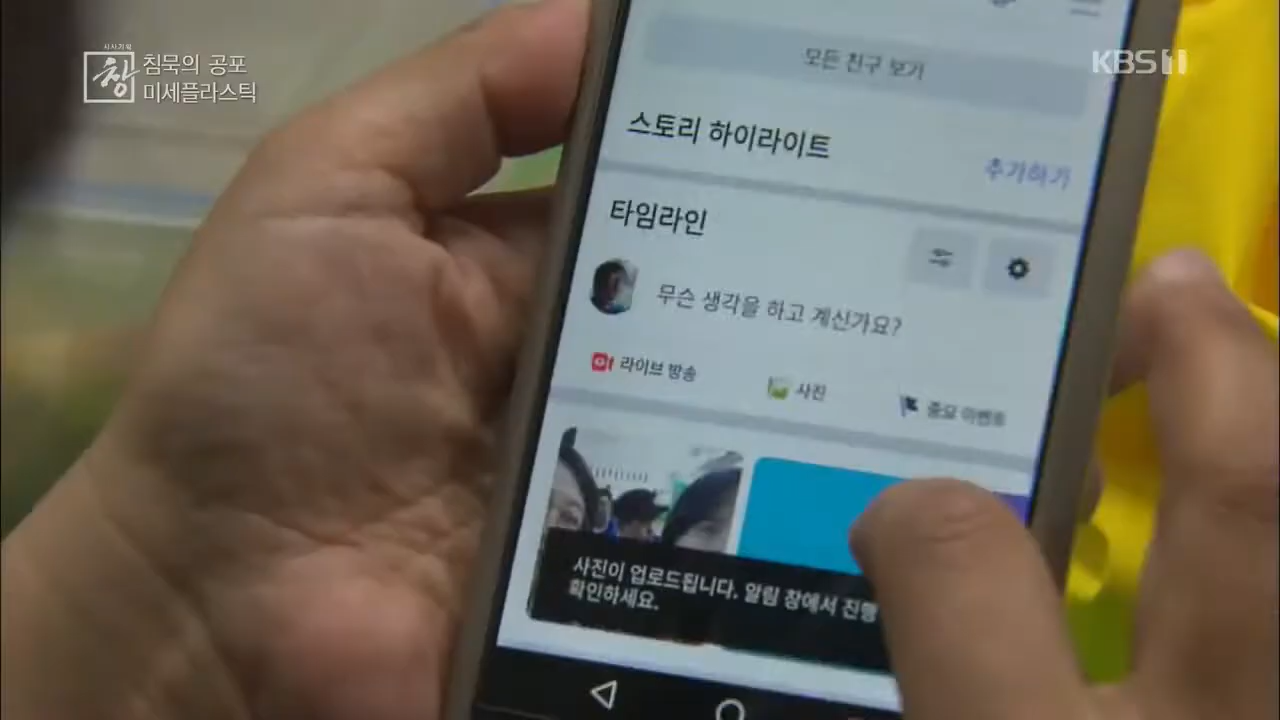 시사기획
창
침묵의 공포
미세플라스틱
KBS1
모든 친구 보기
스토리 하이라이트
추가하기
타임라인
무슨 생각을 하고 계신가요?
라이브 방송
사진
중요 이벤트
사진이 업로드됩니다. 알림 창에서 진행
확인하세요.